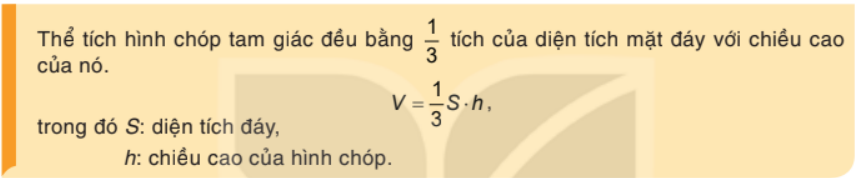 Thể tích hình chóp tam giác đều bằng 1/3 tích của diện tích mặt đáy với chiều cao
của nó.
V = 1/3 S · h,
trong đó S: diện tích đáy,
h: chiều cao của hình chóp.